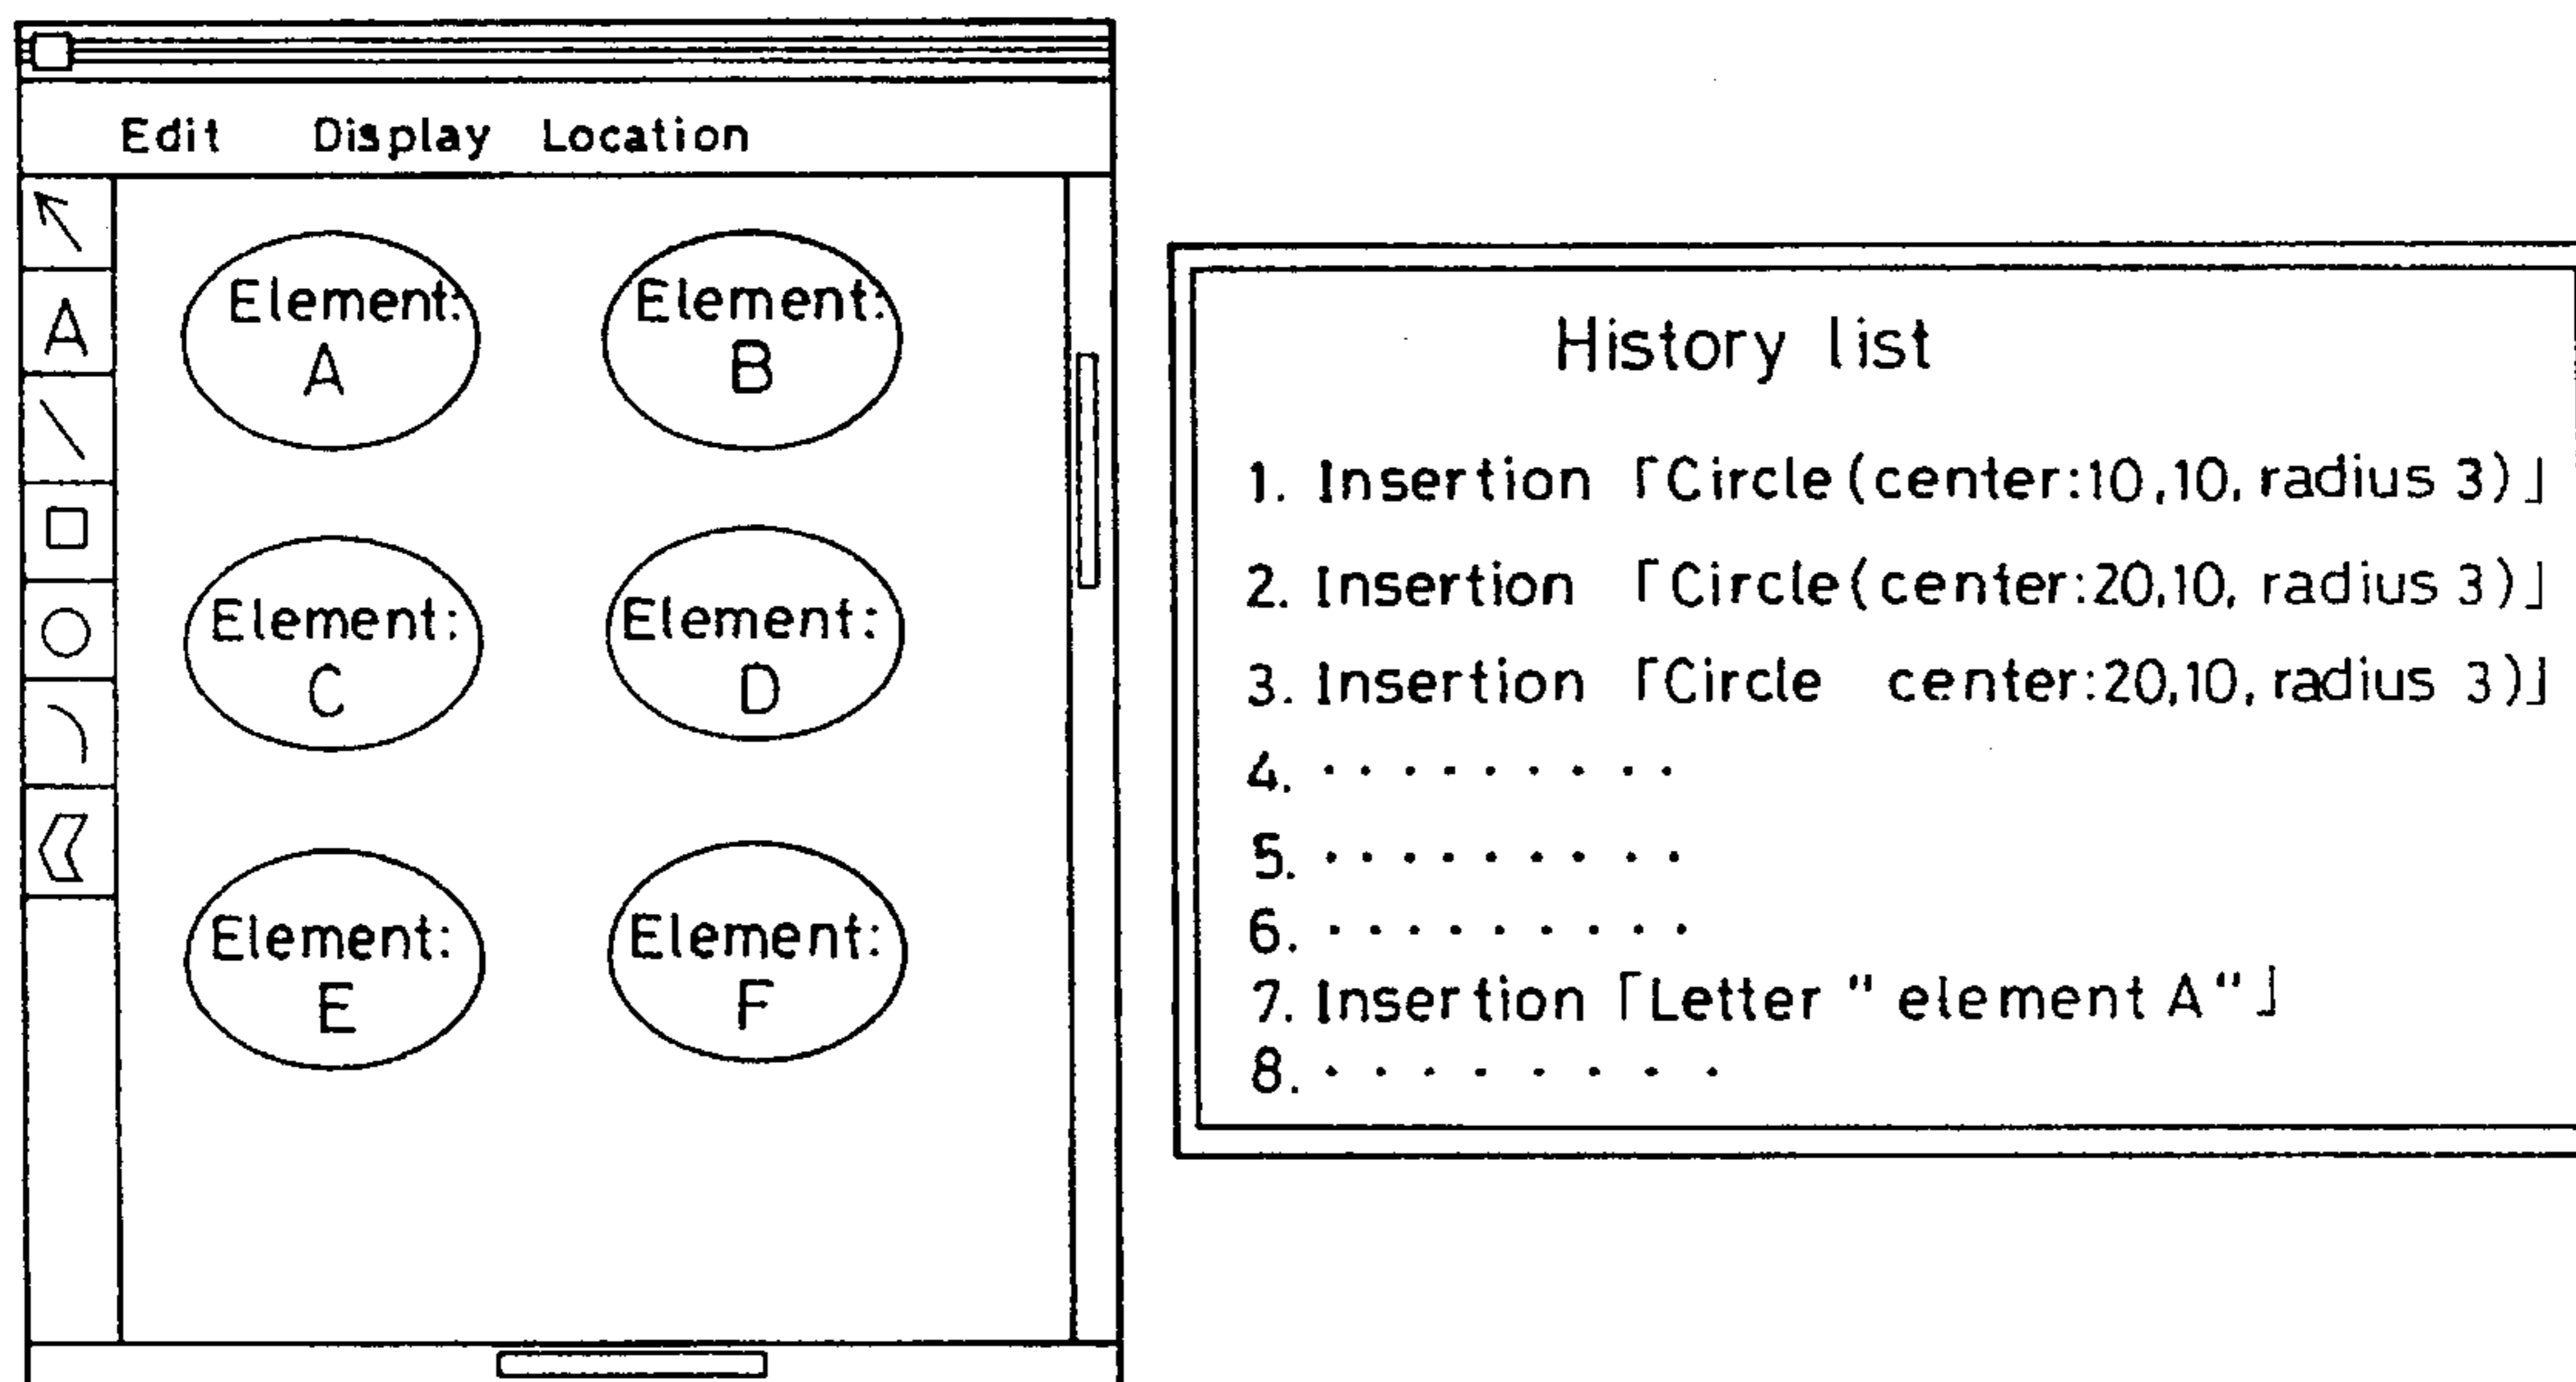 Edit Display Location
A
Element:
A
Element:
B
Element:
C
Element:
D
Element:
E
Element:
F
History list
1. Insertion 「Circle(center:10,10, radius 3)」
2. Insertion 「Circle(center:20,10, radius 3)」
3. Insertion 「Circle center:20,10, radius 3)」
4. · · · · · · · · ·
5. · · · · · · · · ·
6. · · · · · · · · · ·
7. Insertion 「Letter " element A"」
8. · · · · · · · · ·